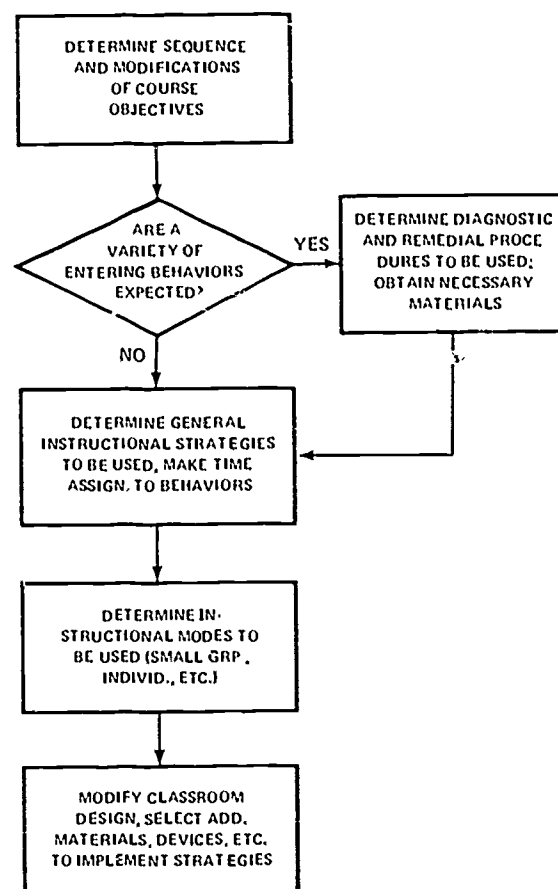 DETERMINE SEQUENCE
AND MODIFICATIONS
OF COURSE
OBJECTIVES
ARE A
VARIETY OF
ENTERING BEHAVIORS
EXPECTED?
YES
DETERMINE DIAGNOSTIC
AND REMEDIAL PROCE
DURES TO BE USED;
OBTAIN NECESSARY
MATERIALS
NO
DETERMINE GENERAL
INSTRUCTIONAL STRATEGIES
TO BE USED, MAKE TIME
ASSIGN. TO BEHAVIORS
DETERMINE IN-
STRUCTIONAL MODES TO
BE USED (SMALL GRP.,
INDIVID., ETC.)
MODIFY CLASSROOM
DESIGN, SELECT ADD.
MATERIALS, DEVICES, ETC.
TO IMPLEMENT STRATEGIES